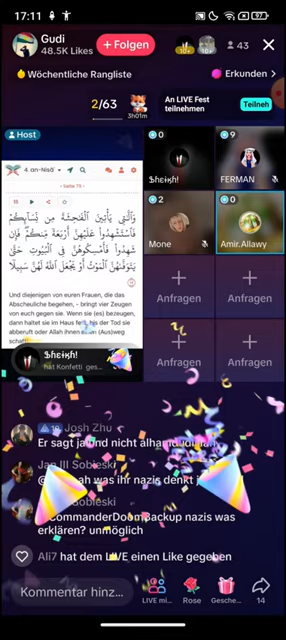 17:11
97
Gudi
48.5K Likes
+ Folgen
10+
10+
43
Wöchentliche Rangliste
Erkunden >
2/63
3h01m
An LIVE Fest
teilnehmen
Teilneh
Host
4. an-Nisāʾ
- Seite 79 -
وَٱلَّٰتِى يَأْتِينَ ٱلْفَٰحِشَةَ مِن نِّسَآئِكُمْ
فَٱسْتَشْهِدُوا۟ عَلَيْهِنَّ أَرْبَعَةً مِّنكُمْ ۖ فَإِن
شَهِدُوا۟ فَأَمْسِكُوهُنَّ فِى ٱلْبُيُوتِ حَتَّىٰ
يَتَوَفَّىٰهُنَّ ٱلْمَوْتُ أَوْ يَجْعَلَ ٱللَّهُ لَهُنَّ سَبِيلًا
Und diejenigen von euren Frauen, die das
Abscheuliche begehen, - bringt vier Zeugen
von euch gegen sie. Wenn sie (es) bezeugen,
dann haltet sie im Haus fest, bis der Tod sie
abberuft oder Allah ihnen einen (Aus)weg
schaf
hat Konfetti ges...
0
9
FERMAN
2
Mone
0
Amir.Allawy
Anfragen
Anfragen
Anfragen
Anfragen
Josh Zhu
Er sagt ja und nicht
Jan III Sobieski
ah was ihr nazis denkt
obieski
CommanderDoomBackup nazis was
erklären? unmöglich
Ali7 hat dem LIVE einen Like gegeben
Kommentar hinz...
LIVE mi...
Rose
Gesche...
14